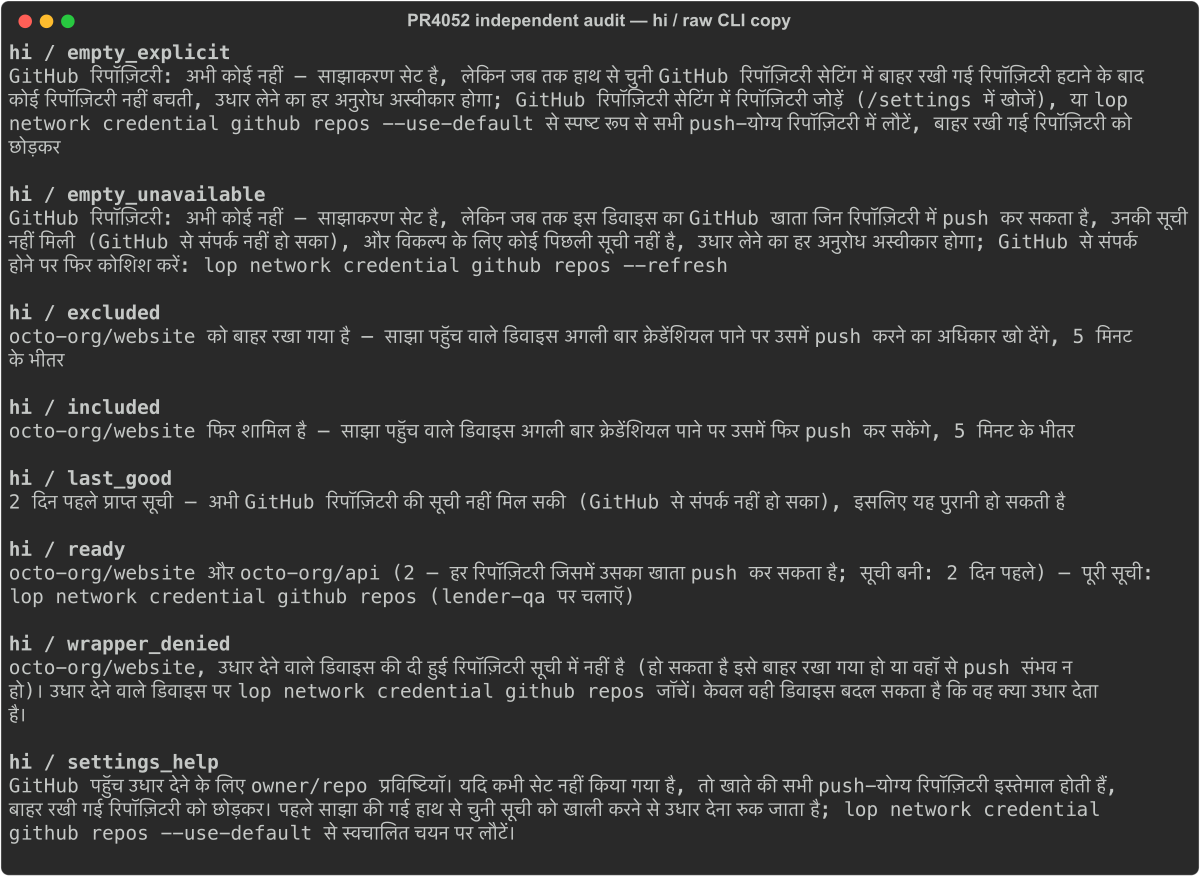 PR4052 independent audit — hi / raw CLI copy
hi / empty_explicit
GitHub रिपॉज़िटरी: अभी कोई नहीं — साझाकरण सेट है, लेकिन जब तक हाथ से चुनी GitHub रिपॉज़िटरी सेटिंग में बाहर रखी गई रिपॉज़िटरी हटाने के बाद
कोई रिपॉज़िटरी नहीं बचती, उधार लेने का हर अनुरोध अस्वीकार होगा; GitHub रिपॉज़िटरी सेटिंग में रिपॉज़िटरी जोड़ें (/settings में खोजें), या lop
network credential github repos --use-default से स्पष्ट रूप से सभी push-योग्य रिपॉज़िटरी में लौटें, बाहर रखी गई रिपॉज़िटरी को
छोड़कर
hi / empty_unavailable
GitHub रिपॉज़िटरी: अभी कोई नहीं — साझाकरण सेट है, लेकिन जब तक इस डिवाइस का GitHub खाता जिन रिपॉज़िटरी में push कर सकता है, उनकी सूची
नहीं मिली (GitHub से संपर्क नहीं हो सका), और विकल्प के लिए कोई पिछली सूची नहीं है, उधार लेने का हर अनुरोध अस्वीकार होगा; GitHub से संपर्क
होने पर फिर कोशिश करें: lop network credential github repos --refresh
hi / excluded
octo-org/website को बाहर रखा गया है — साझा पहुँच वाले डिवाइस अगली बार क्रेडेंशियल पाने पर उसमें push करने का अधिकार खो देंगे, 5 मिनट
के भीतर
hi / included
octo-org/website फिर शामिल है — साझा पहुँच वाले डिवाइस अगली बार क्रेडेंशियल पाने पर उसमें फिर push कर सकेंगे, 5 मिनट के भीतर
hi / last_good
2 दिन पहले प्राप्त सूची — अभी GitHub रिपॉज़िटरी की सूची नहीं मिल सकी (GitHub से संपर्क नहीं हो सका), इसलिए यह पुरानी हो सकती है
hi / ready
octo-org/website और octo-org/api (2 — हर रिपॉज़िटरी जिसमें उसका खाता push कर सकता है; सूची बनी: 2 दिन पहले) — पूरी सूची:
lop network credential github repos (lender-qa पर चलाएँ)
hi / wrapper_denied
octo-org/website, उधार देने वाले डिवाइस की दी हुई रिपॉज़िटरी सूची में नहीं है (हो सकता है इसे बाहर रखा गया हो या वहाँ से push संभव न
हो)। उधार देने वाले डिवाइस पर lop network credential github repos जाँचें। केवल वही डिवाइस बदल सकता है कि वह क्या उधार देता
है।
hi / settings_help
GitHub पहुँच उधार देने के लिए owner/repo प्रविष्टियाँ। यदि कभी सेट नहीं किया गया है, तो खाते की सभी push-योग्य रिपॉज़िटरी इस्तेमाल होती हैं,
बाहर रखी गई रिपॉज़िटरी को छोड़कर। पहले साझा की गई हाथ से चुनी सूची को खाली करने से उधार देना रुक जाता है; lop network credential
github repos --use-default से स्वचालित चयन पर लौटें।